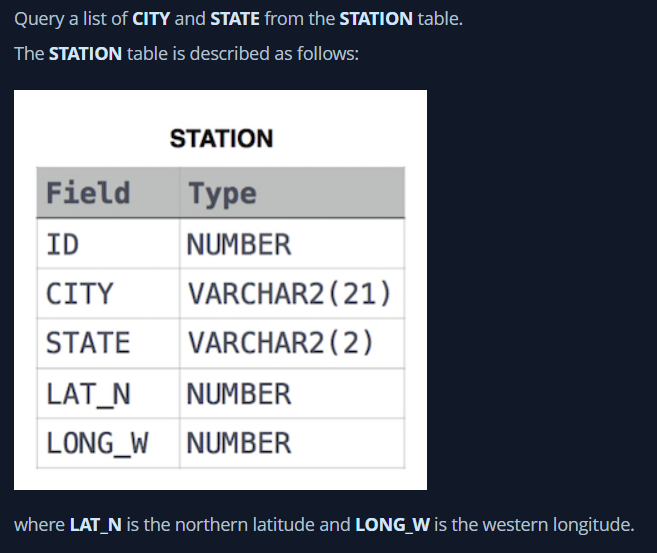 Query a list of CITY and STATE from the STATION table.
The STATION table is described as follows:
STATION
Field Type
ID NUMBER
CITY VARCHAR2(21)
STATE VARCHAR2(2)
LAT_N NUMBER
LONG_W NUMBER
where LAT_N is the northern latitude and LONG_W is the western longitude.